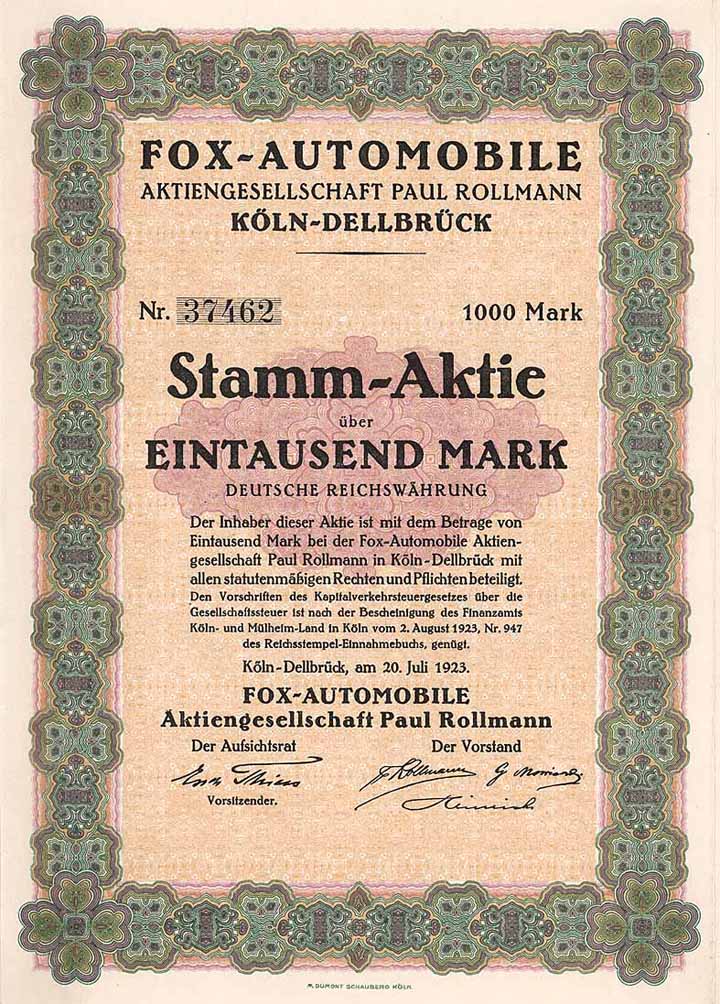 FOX-AUTOMOBILE
AKTIENGESELLSCHAFT PAUL ROLLMANN
KÖLN-DELLBRÜCK
Nr. 37462 1000 Mark
Stamm-Aktie
über
EINTAUSEND MARK
DEUTSCHE REICHSWÄHRUNG
Der Inhaber dieser Aktie ist mit dem Betrage von
Eintausend Mark bei der Fox-Automobile Aktien-
gesellschaft Paul Rollmann in Köln-Dellbrück mit
allen statutenmäßigen Rechten und Pflichten beteiligt.
Den Vorschriften des Kapitalverkehrsteuergesetzes über die
Gesellschaftssteuer ist nach der Bescheinigung des Finanzamts
Köln- und Mülheim-Land in Köln vom 2. August 1923, Nr. 947
des Reichsstempel-Einnahmebuchs, genügt.
Köln-Dellbrück, am 20. Juli 1923.
FOX-AUTOMOBILE
Aktiengesellschaft Paul Rollmann
Der Aufsichtsrat Der Vorstand
Rollmann
Vorsitzender.
M. DUMONT SCHAUBERG KÖLN.